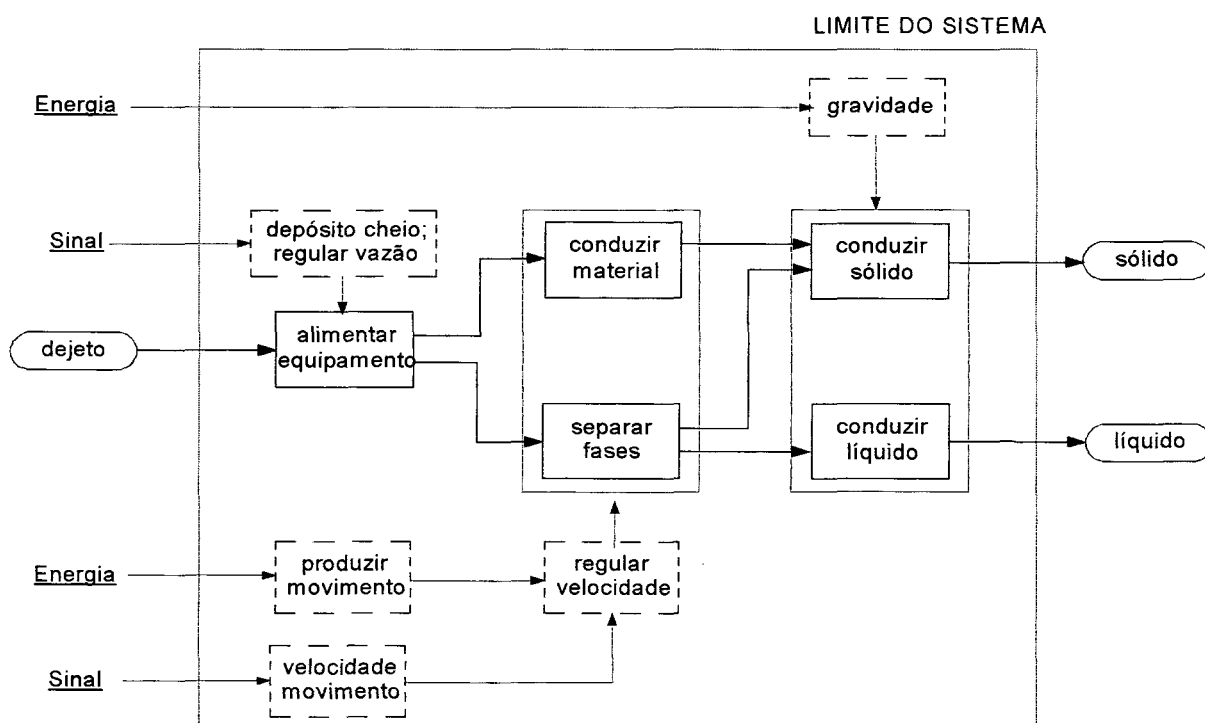 LIMITE DO SISTEMA
Energia
gravidade
Sinal
depósito cheio;
regular vazão
conduzir
material
conduzir
sólido
sólido
dejeto
alimentar
equipamento
separar
fases
conduzir
líquido
líquido
Energia
produzir
movimento
regular
velocidade
Sinal
velocidade
movimento